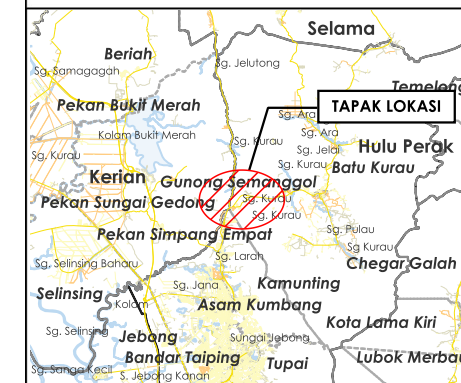 Selama
Beriah
Sg. Jelutong
Sg. Samagagah
Temelong
Pekan Bukit Merah
TAPAK LOKASI
Sg. Ara
Kolam Bukit Merah
Sg. Ara
Sg. Kurau
Sg. Jelai
Hulu Perak
Sg. Kurau
Sg. Kurau
Batu Kurau
Kerian
Gunong Semanggol
Pekan Sungai Gedong
Sg. Kurau
Sg. Kurau
Pekan Simpang Empat
Sg. Pulau
Sg Kurau
Sg. Larah
Sg. Selinsing Baharu
Chegar Galah
Sg. Jana
Kamunting
Selinsing
Kolam
Asam Kumbang
Kota Lama Kiri
Sg. Selinsing
Jebong
Sungai Jebong
Bandar Taiping
Tupai
Lubok Merbau
Sg. Sanga Kecil
S. Jebong Kanan